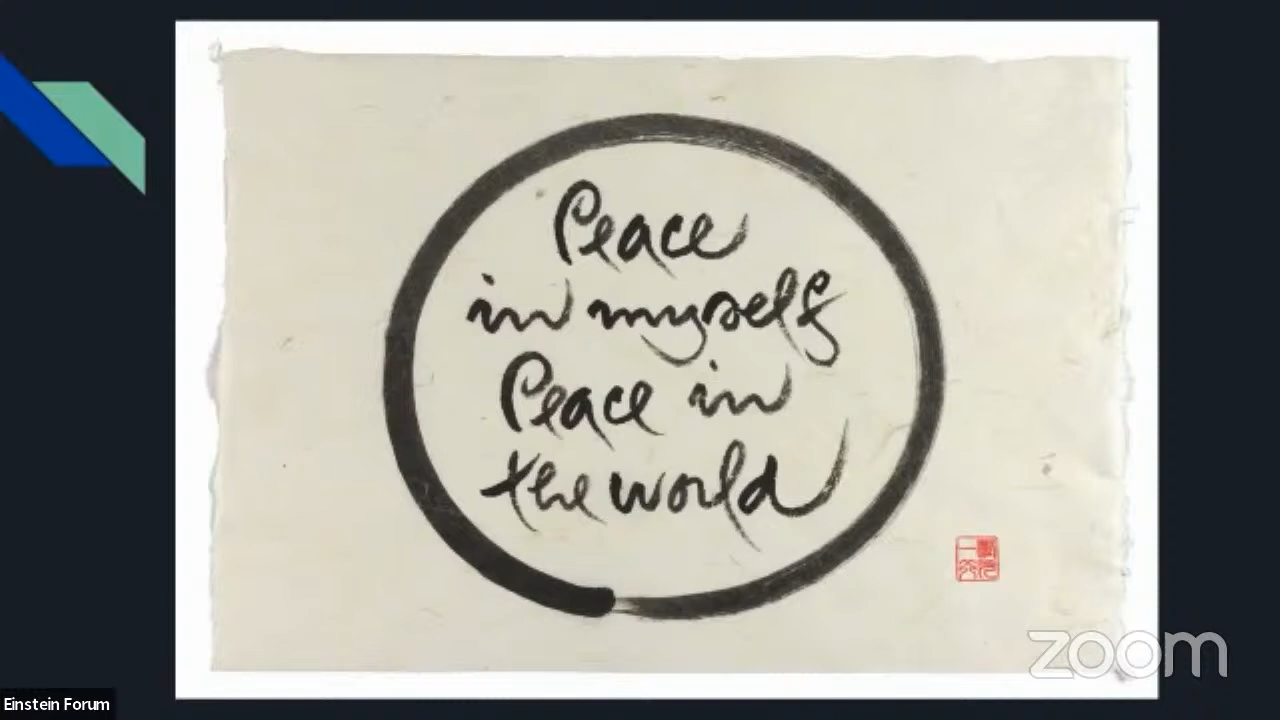 Peace
in myself
Peace in
the world
zoom
Einstein Forum